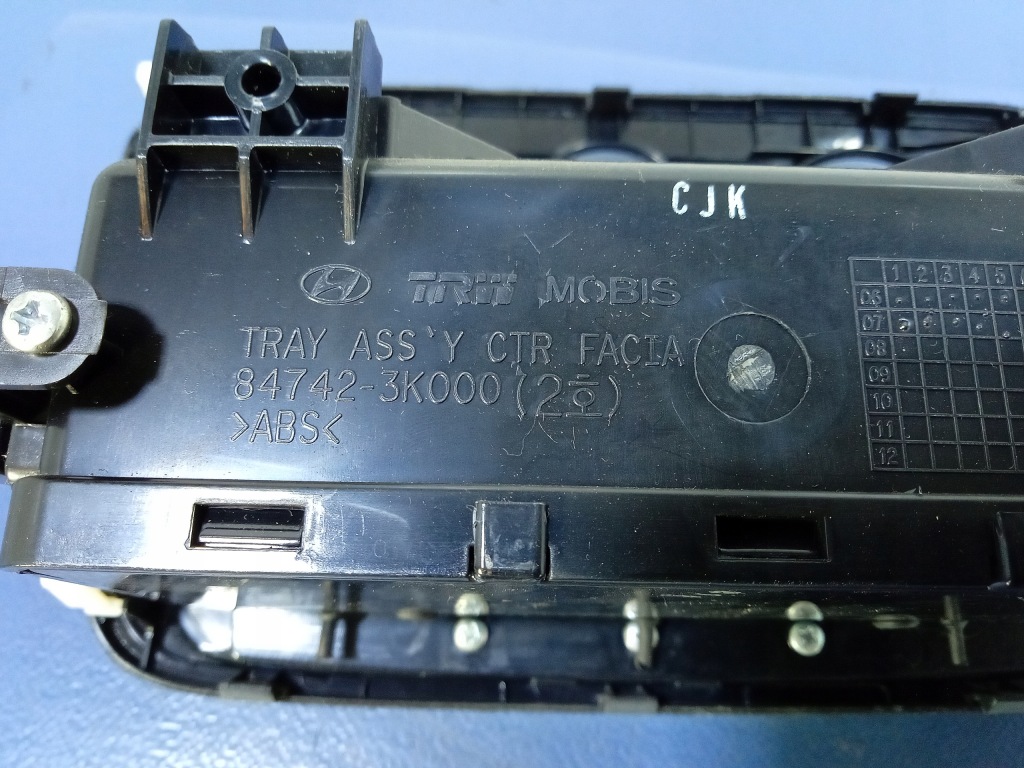 CJK
TRW MOBIS
TRAY ASS'Y CTR FACIA
84742-3K000 (2호)
>ABS<
1 2 3 4 5
06
07
08
09
10
11
12